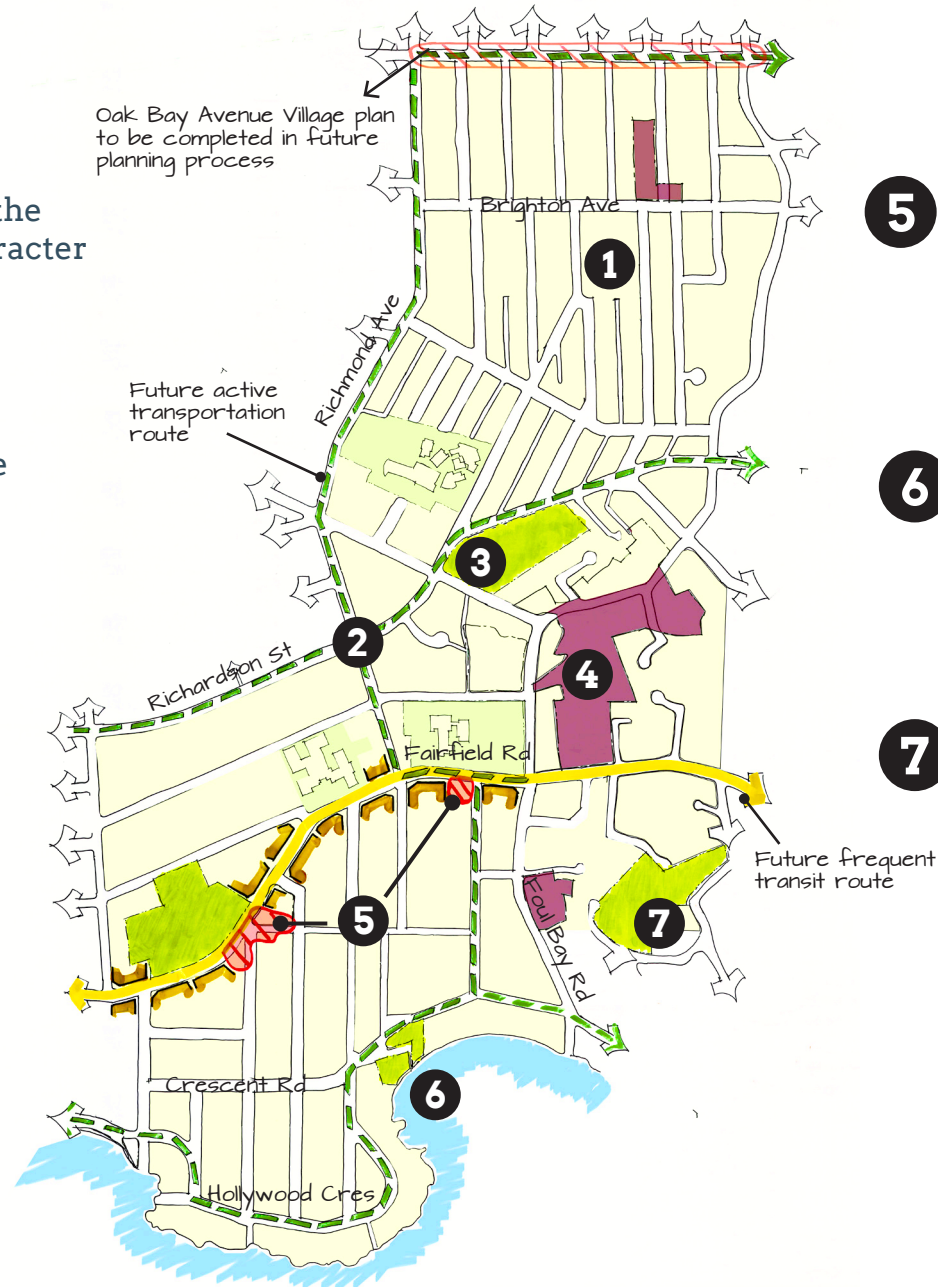 Oak Bay Avenue Village plan
to be completed in future
planning process
the
racter
5
Brighton Ave
1
Richmond Ave
Future active
transportation
route
e
6
3
2
4
Richardson St
Fairfield Rd
7
Future frequent
transit route
5
Foul Bay Rd
7
Crescent Rd
6
Hollywood Cres